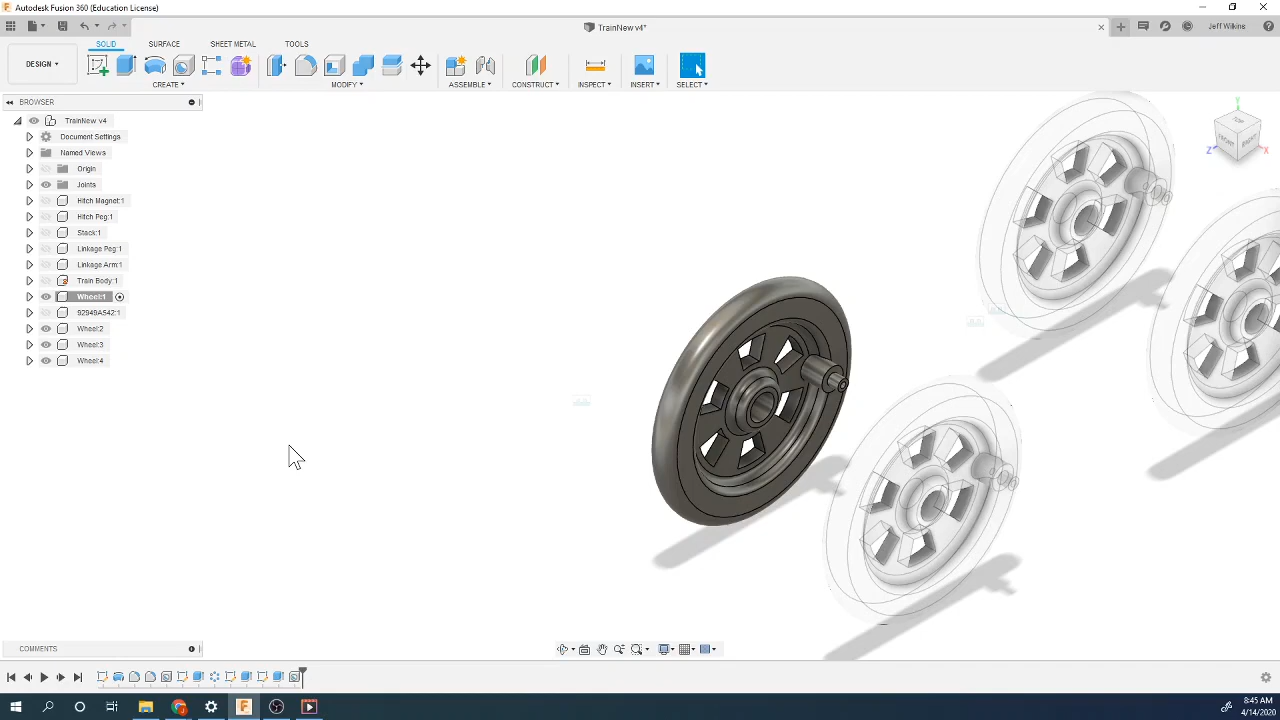 Autodesk Fusion 360 (Education License)
TrainNew v4*
Jeff Wilkins
SOLID SURFACE SHEET METAL TOOLS
DESIGN
CREATE MODIFY ASSEMBLE CONSTRUCT INSPECT INSERT SELECT
BROWSER
TrainNew v4
Document Settings
Named Views
Origin
Joints
Hitch Magnet:1
Hitch Peg:1
Stack:1
Linkage Peg:1
Linkage Arm:1
Train Body:1
Wheel:1
92949A542:1
Wheel:2
Wheel:3
Wheel:4
Y
TOP
FRONT RIGHT
Z X
COMMENTS
8:45 AM
4/14/2020